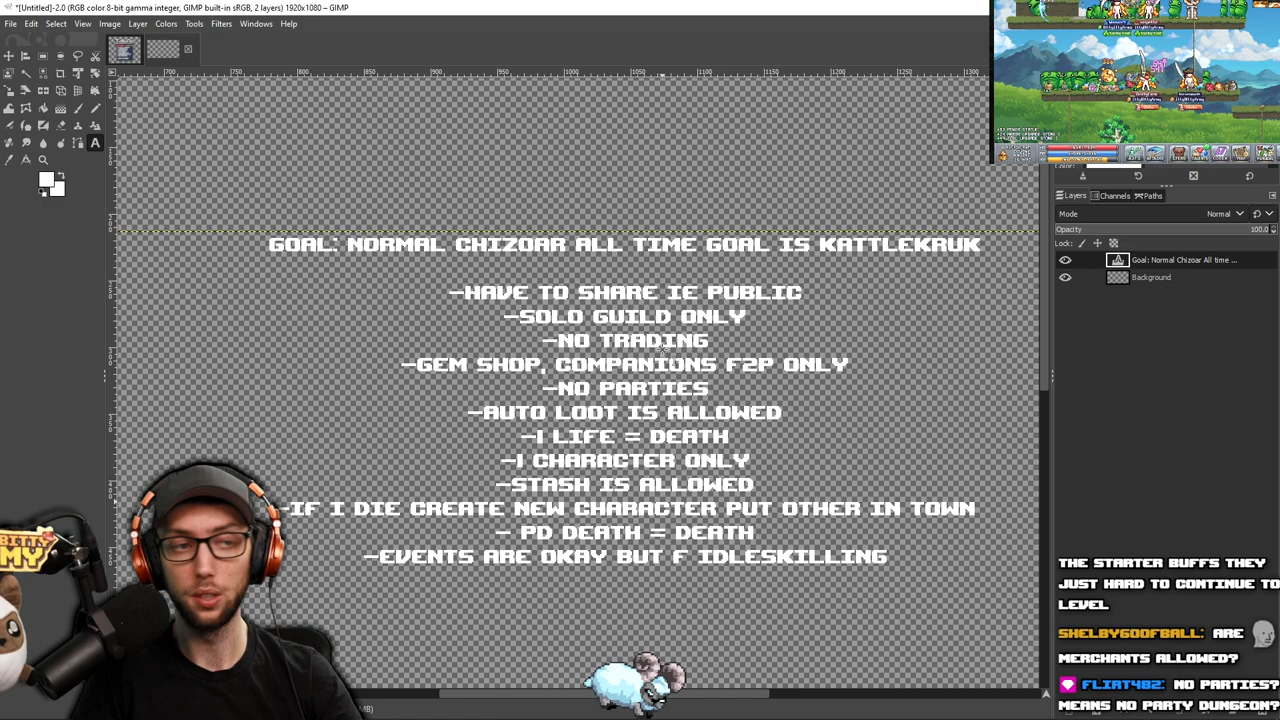 *[Untitled]-2.0 (RGB color 8-bit gamma integer, GIMP built-in sRGB, 2 layers) 1920x1080 – GIMP
File Edit Select View Image Layer Colors Tools Filters Windows Help
Color:
Layers Channels Paths
Mode Normal
Opacity 100.0
Lock:
Goal: Normal Chizoar All time ...
Background
GOAL: NORMAL CHIZOAR ALL TIME GOAL IS KATTLEKRUK
-HAVE TO SHARE IE PUBLIC
-SOLO GUILD ONLY
-NO TRADING
-GEM SHOP, COMPANIONS F2P ONLY
-NO PARTIES
-AUTO LOOT IS ALLOWED
-1 LIFE = DEATH
-1 CHARACTER ONLY
-STASH IS ALLOWED
-IF I DIE CREATE NEW CHARACTER PUT OTHER IN TOWN
- PD DEATH = DEATH
-EVENTS ARE OKAY BUT F IDLESKILLING
BITTY
MY
THE STARTER BUFFS THEY
JUST HARD TO CONTINUE TO
LEVEL
SHELBYGOOFBALL: ARE
MERCHANTS ALLOWED?
FLIRT482: NO PARTIES?
MEANS NO PARTY DUNGEON?